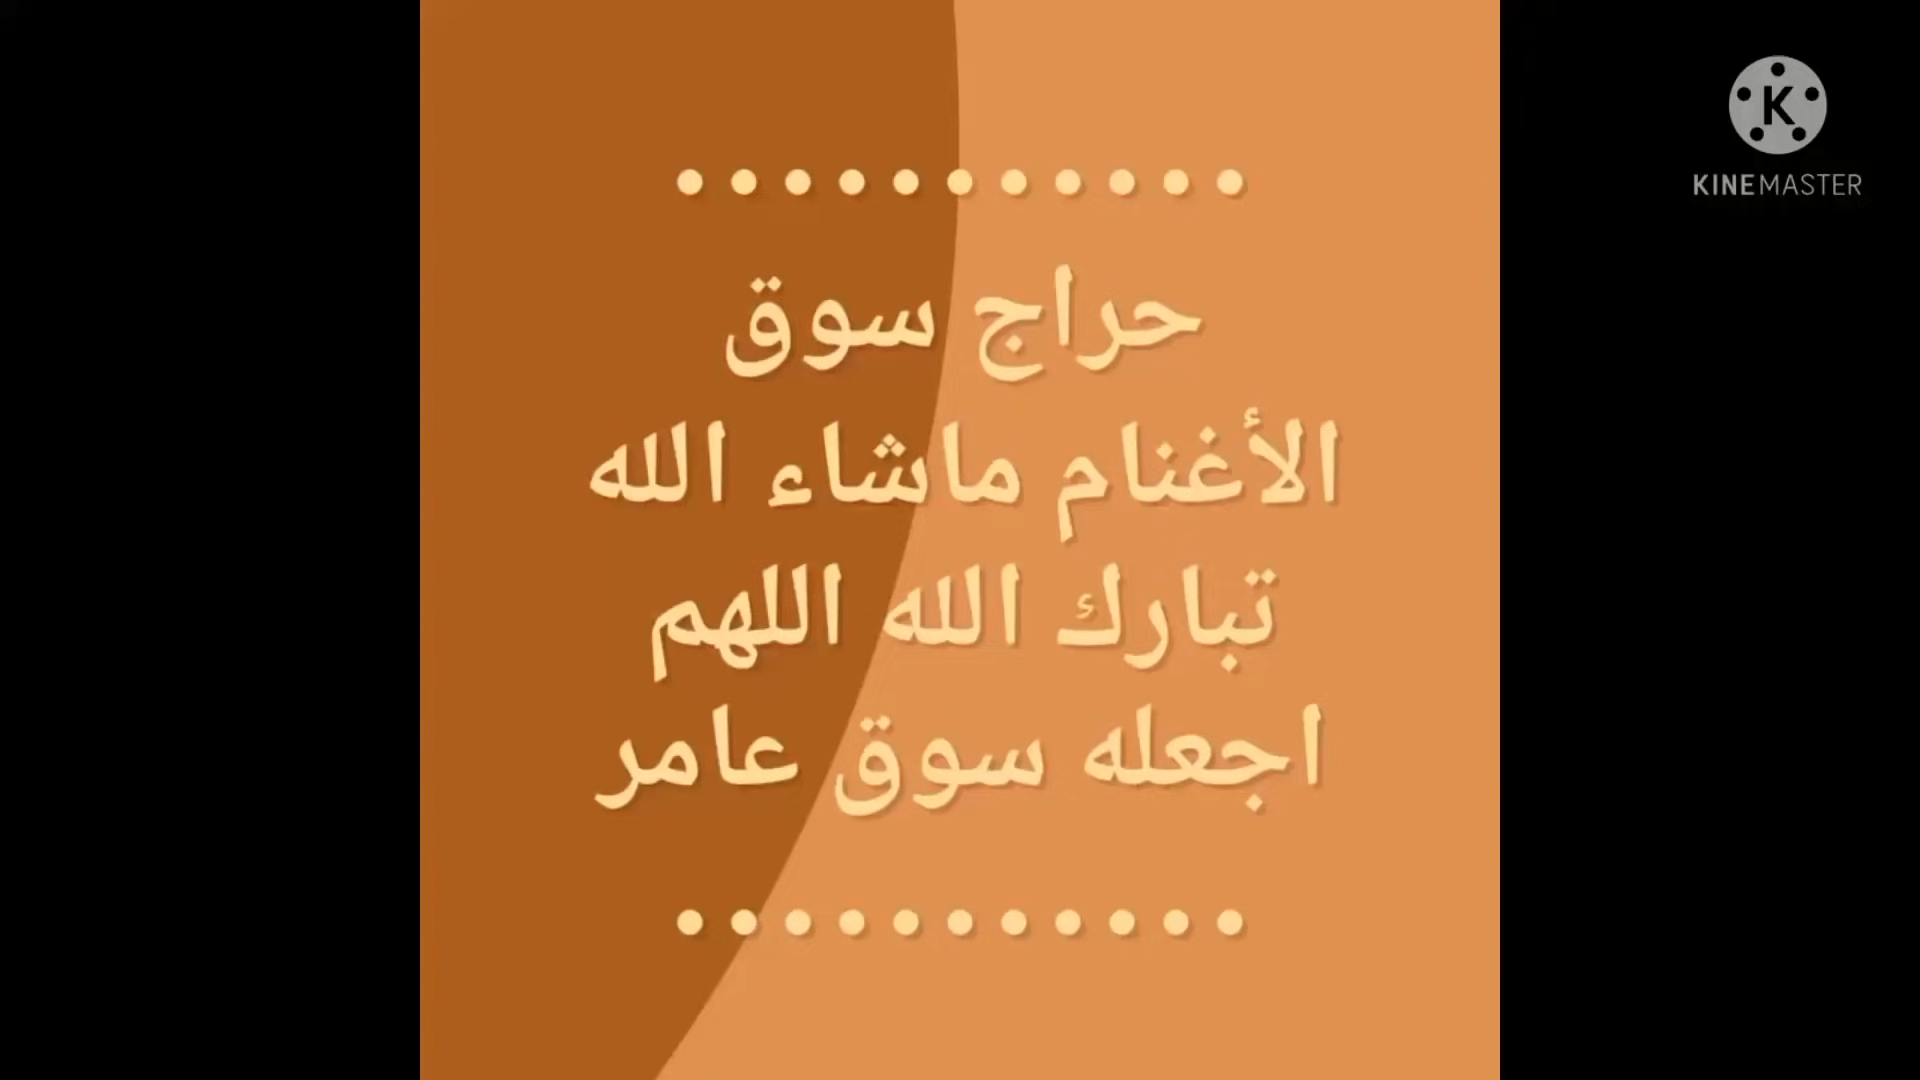 حراج سوق
الأغنام ماشاء الله
تبارك الله اللهم
اجعله سوق عامر
K
KINEMASTER